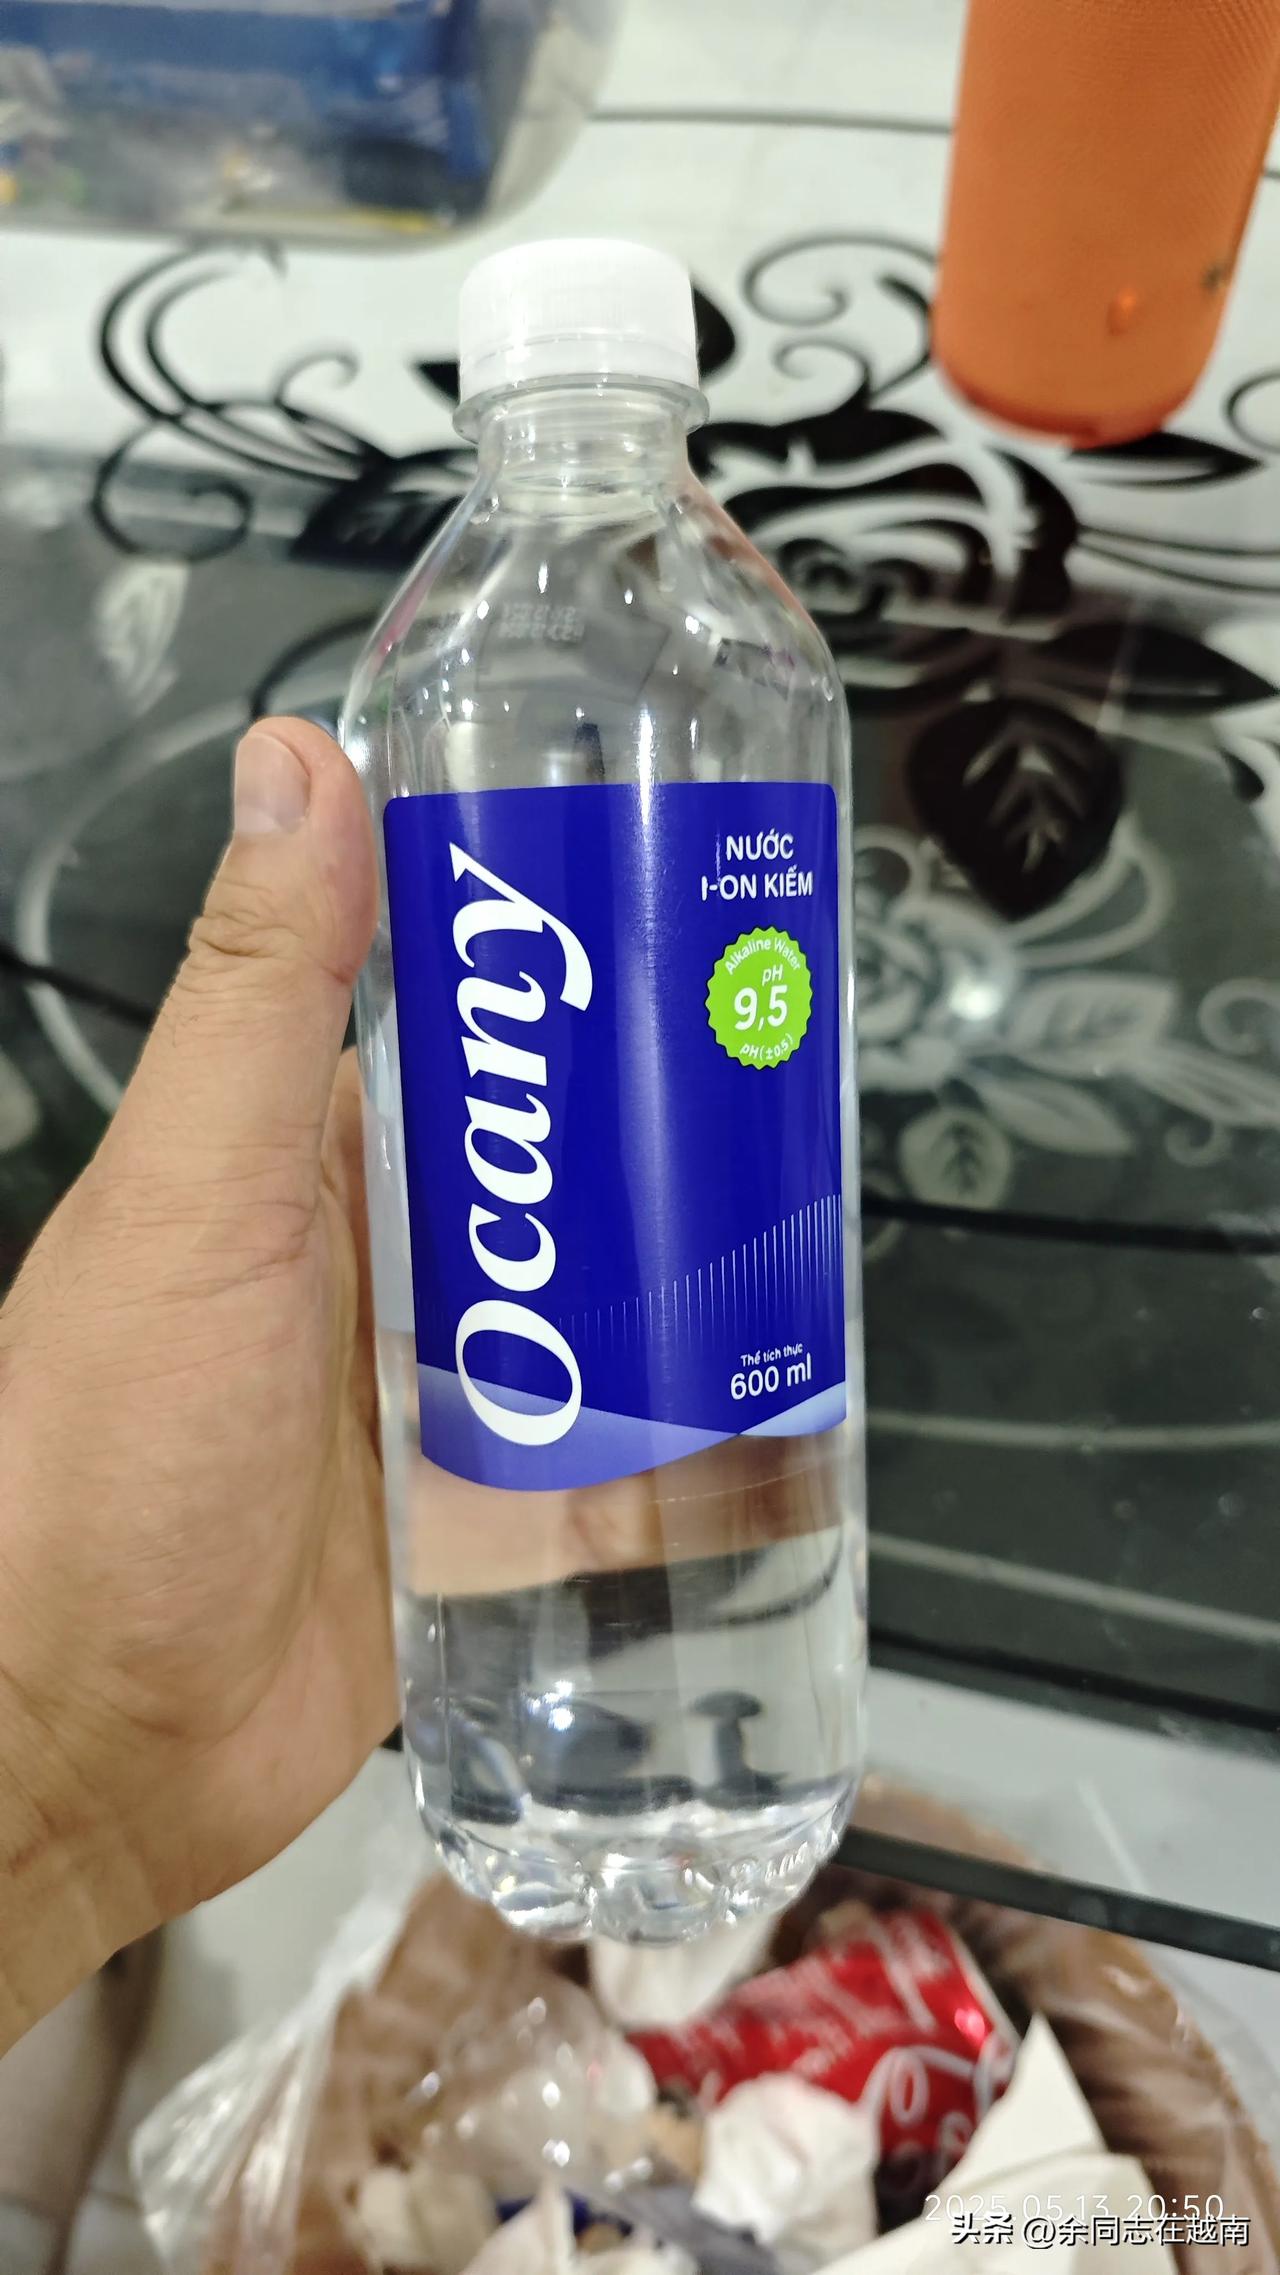 Ocany
NƯỚC
I-ON KIỀM
Alkaline Water
pH
9,5
pH(±0.5)
Thể tích thực
600 ml
2025.05.13 20:50
头条 @余同志在越南